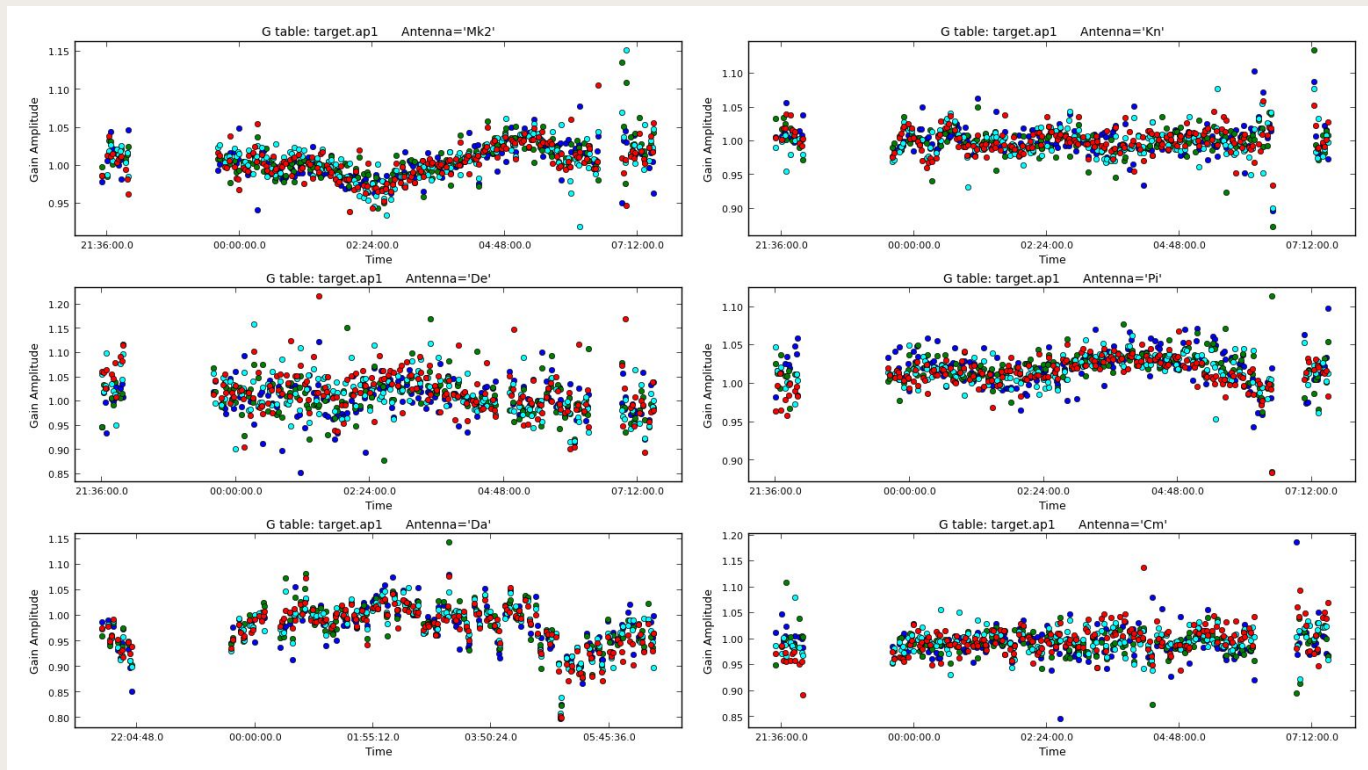 G table: target.ap1 Antenna='Mk2'
1.15
1.10
1.05
1.00
0.95
Gain Amplitude
21:36:00.0 00:00:00.0 02:24:00.0 04:48:00.0 07:12:00.0
Time
G table: target.ap1 Antenna='Kn'
1.10
1.05
1.00
0.95
0.90
Gain Amplitude
21:36:00.0 00:00:00.0 02:24:00.0 04:48:00.0 07:12:00.0
Time
G table: target.ap1 Antenna='De'
1.20
1.15
1.10
1.05
1.00
0.95
0.90
0.85
Gain Amplitude
21:36:00.0 00:00:00.0 02:24:00.0 04:48:00.0 07:12:00.0
Time
G table: target.ap1 Antenna='Pi'
1.10
1.05
1.00
0.95
0.90
Gain Amplitude
21:36:00.0 00:00:00.0 02:24:00.0 04:48:00.0 07:12:00.0
Time
G table: target.ap1 Antenna='Da'
1.15
1.10
1.05
1.00
0.95
0.90
0.85
0.80
Gain Amplitude
22:04:48.0 00:00:00.0 01:55:12.0 03:50:24.0 05:45:36.0
Time
G table: target.ap1 Antenna='Cm'
1.20
1.15
1.10
1.05
1.00
0.95
0.90
0.85
Gain Amplitude
21:36:00.0 00:00:00.0 02:24:00.0 04:48:00.0 07:12:00.0
Time